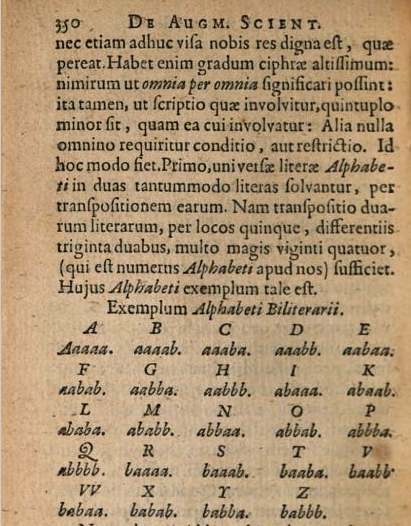 350 DE AUGM. SCIENT.
nec etiam adhuc viſa nobis res digna eſt, quæ
pereat. Habet enim gradum ciphræ altiſſimum:
nimirum ut omnia per omnia ſignificari poſſint:
ita tamen, ut ſcriptio quæ involvitur, quintuplo
minor ſit, quam ea cui involvatur: Alia nulla
omnino requiritur conditio, aut reſtrictio. Id
hoc modo fiet. Primo, univerſæ literæ Alphabe-
ti in duas tantummodo literas ſolvantur, per
tranſpoſitionem earum. Nam tranſpoſitio dua-
rum literarum, per locos quinque, differentiis
triginta duabus, multo magis viginti quatuor,
(qui eſt numerus Alphabeti apud nos) ſufficiet.
Hujus Alphabeti exemplum tale eſt.
Exemplum Alphabeti Biliterarii.
A B C D E
Aaaaa. aaaab. aaaba. aaabb. aabaa.
F G H I K
aabab. aabba. aabbb. abaaa. abaab.
L M N O P
ababa. ababb. abbaa. abbab. abbba.
Q R S T V
abbbb. baaaa. baaab. baaba. baabb.
VV X Y Z
babaa. babab. babba. babbb.